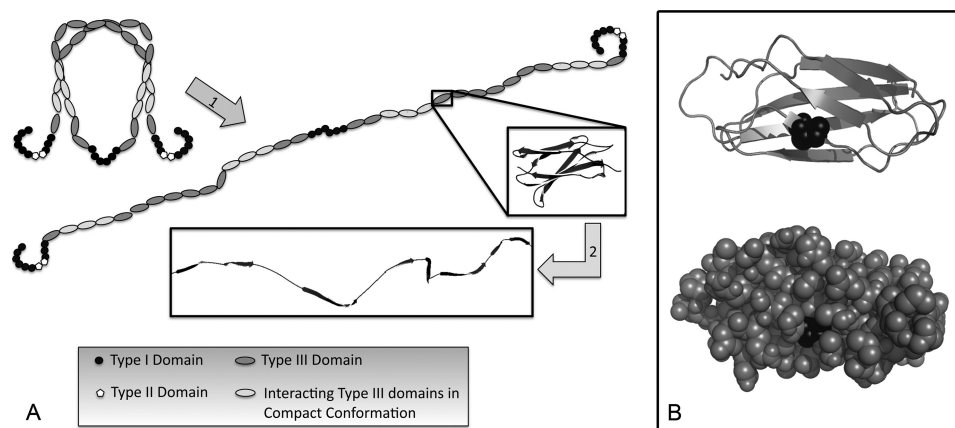 1
2
Type I Domain
Type III Domain
Type II Domain
Interacting Type III domains in
Compact Conformation
A
B